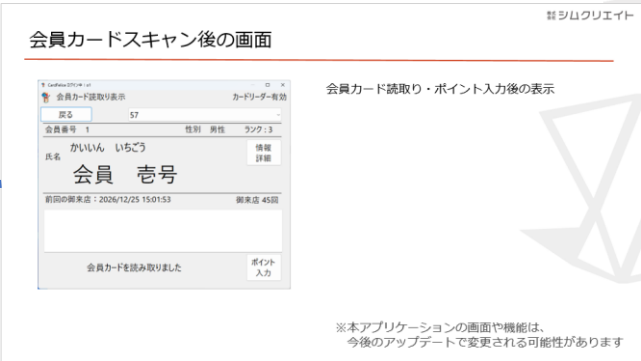 ㈱シムクリエイト
会員カードスキャン後の画面
会員カード読取り表示
カードリーダー有効
戻る
57
会員番号 1
性別 男性
ランク：3
氏名
かいいん いちごう
会員 壱号
情報
詳細
前回の御来店：2026/12/25 15:01:53
御来店 45回
会員カードを読み取りました
ポイント
入力
会員カード読取り・ポイント入力後の表示
※本アプリケーションの画面や機能は、
今後のアップデートで変更される可能性があります